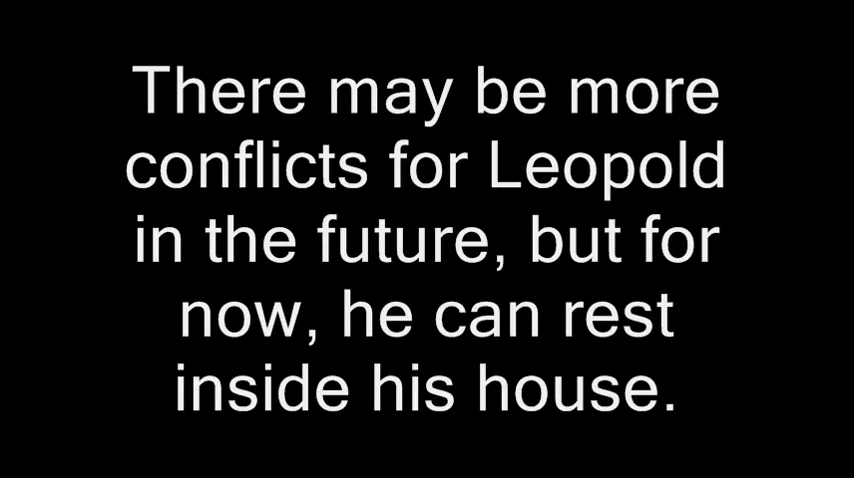 There may be more
conflicts for Leopold
in the future, but for
now, he can rest
inside his house.